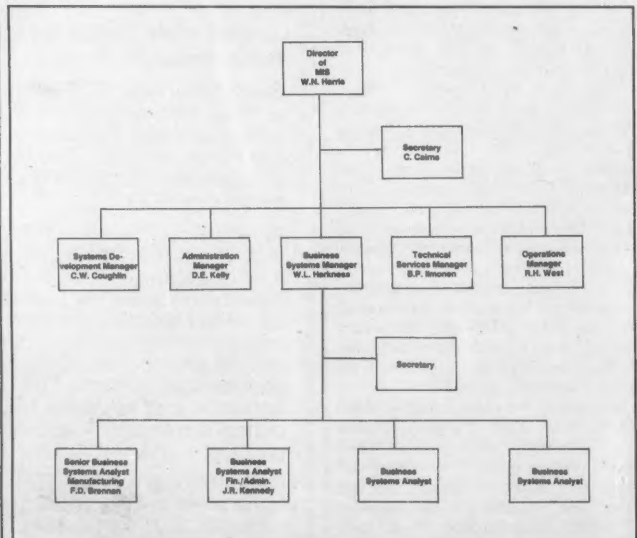 Director
of
MIS
W.N. Harris
Secretary
C. Cairns
Systems De-
velopment Manager
C.W. Coughlin
Administration
Manager
D.E. Kelly
Business
Systems Manager
W.L. Harkness
Technical
Services Manager
B.P. Ilmonen
Operations
Manager
R.H. West
Secretary
Senior Business
Systems Analyst
Manufacturing
F.D. Brennan
Business
Systems Analyst
Fin./Admin.
J.R. Kennedy
Business
Systems Analyst
Business
Systems Analyst